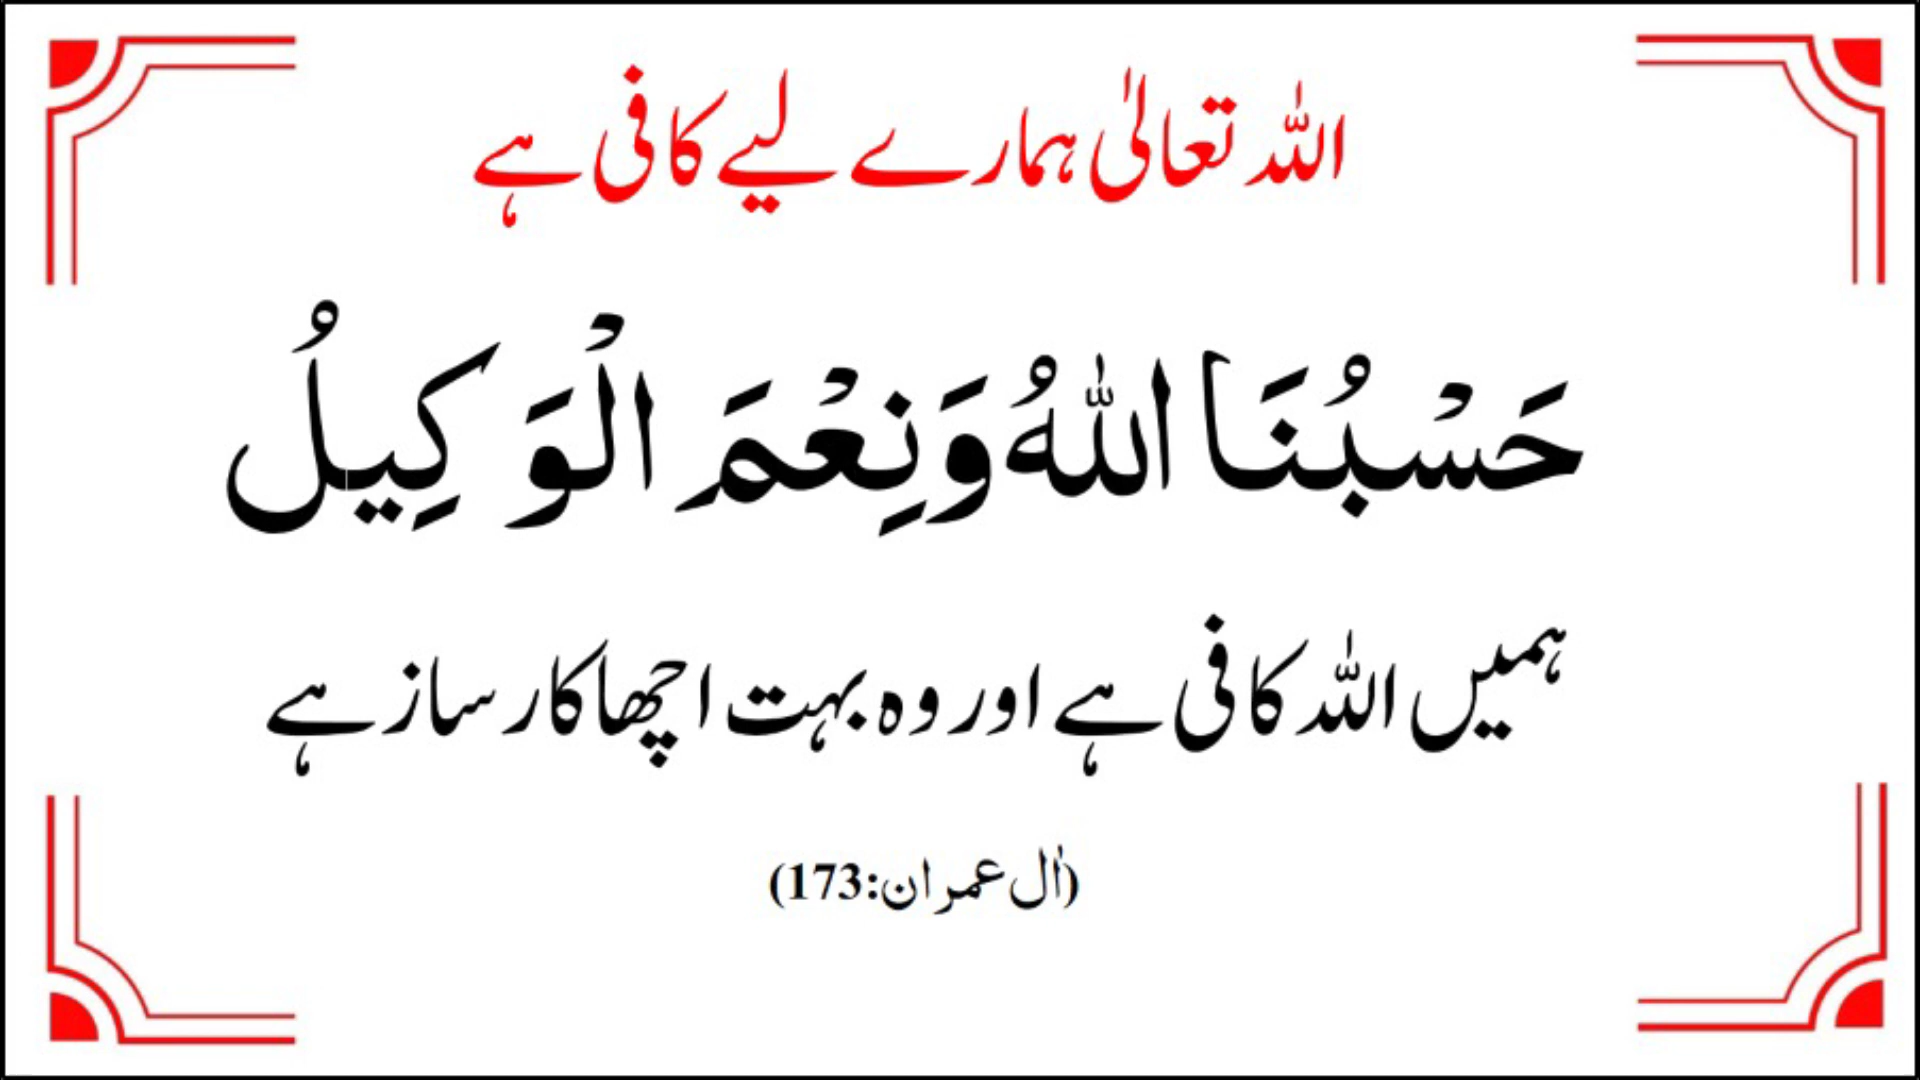 اللہ تعالیٰ ہمارے لیے کافی ہے
حَسْبُنَا اللّٰهُ وَنِعْمَ الْوَكِيلُ
ہمیں اللہ کافی ہے اور وہ بہت اچھا کارساز ہے
(اٰل عمران:173)